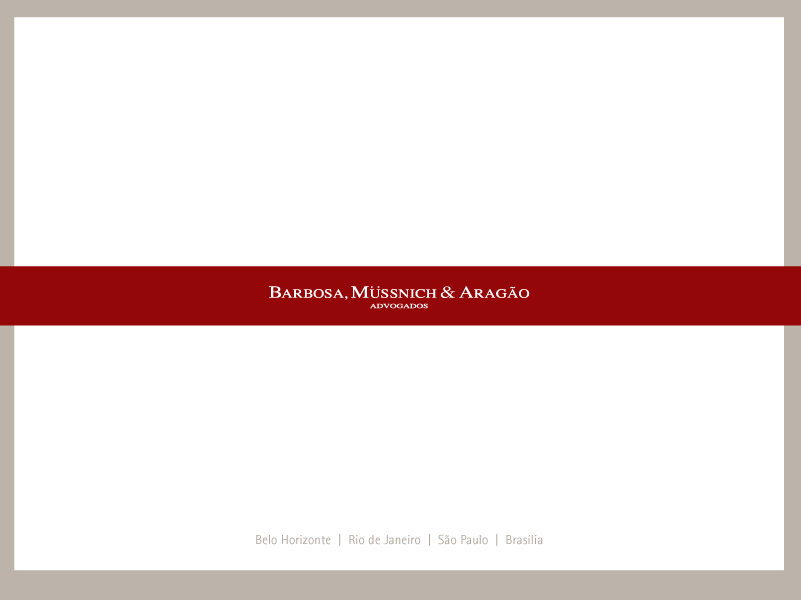 BARBOSA, MÜSSNICH & ARAGÃO
ADVOGADOS
Belo Horizonte | Rio de Janeiro | São Paulo | Brasília